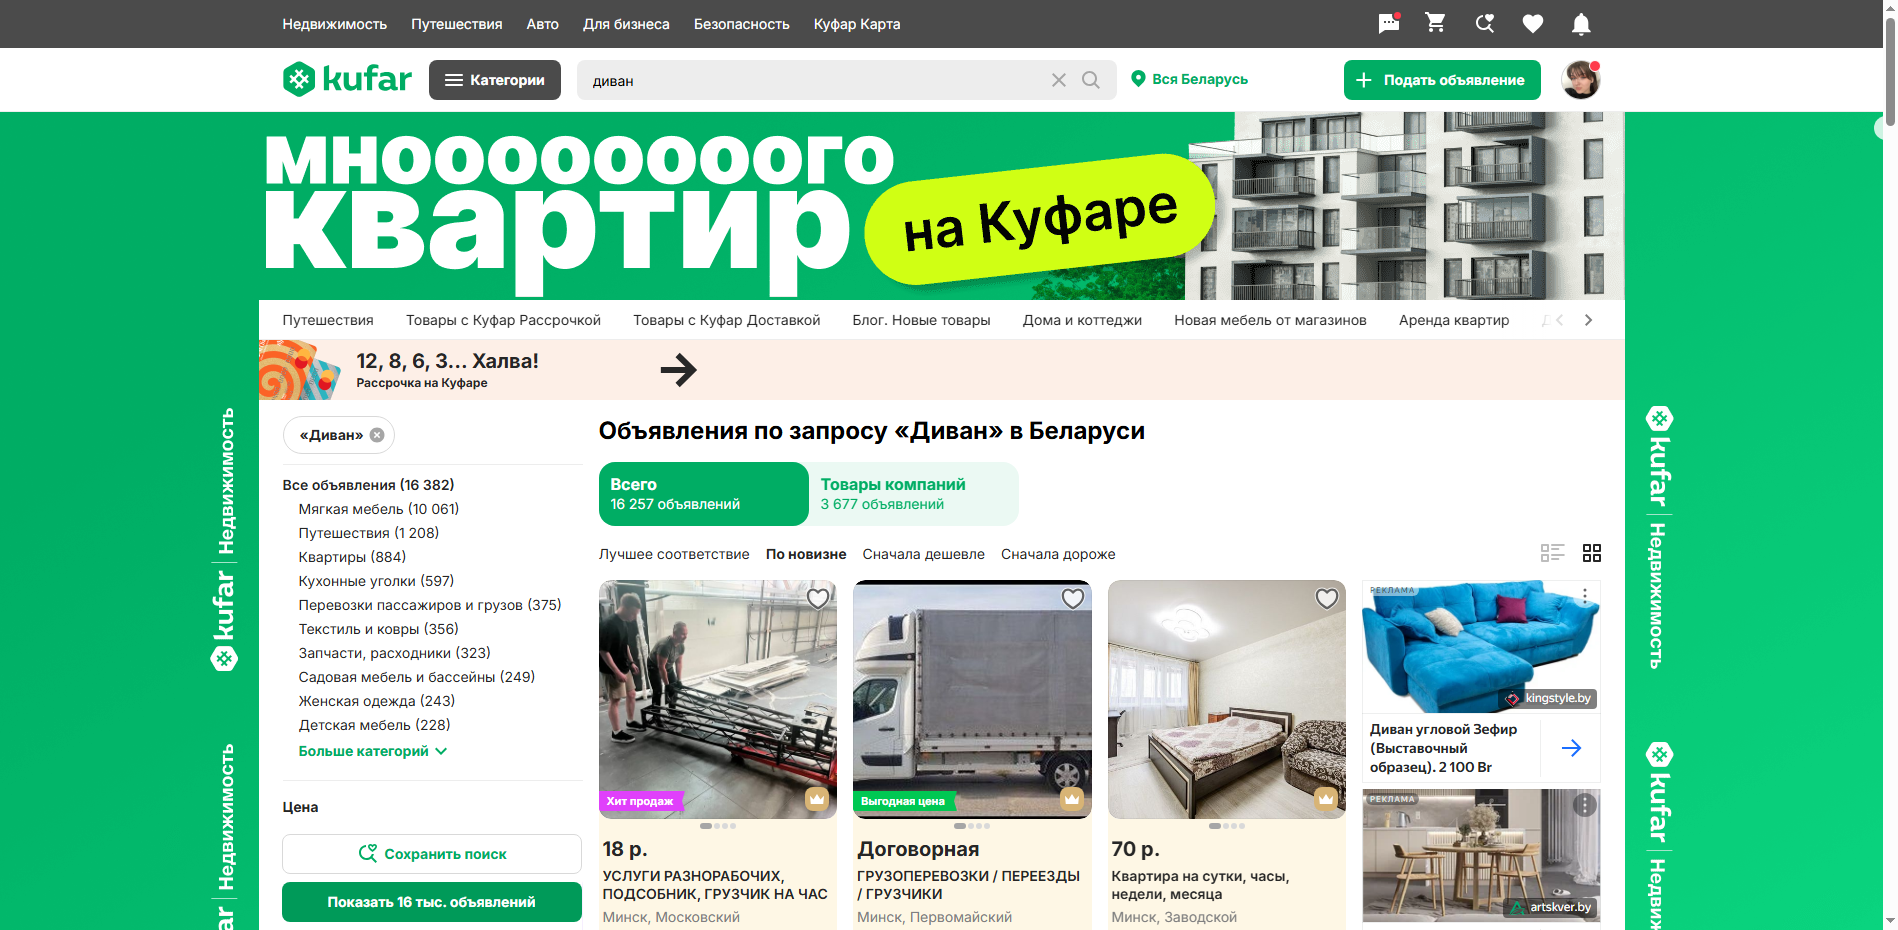 Недвижимость Путешествия Авто Для бизнеса Безопасность Куфар Карта
kufar Категории диван Вся Беларусь Подать объявление
мноооооооого
квартир
на Куфаре
Путешествия Товары с Куфар Рассрочкой Товары с Куфар Доставкой Блог. Новые товары Дома и коттеджи Новая мебель от магазинов Аренда квартир
12, 8, 6, 3... Халва!
Рассрочка на Куфаре
«Диван»
Все объявления (16 382)
Мягкая мебель (10 061)
Путешествия (1 208)
Квартиры (884)
Кухонные уголки (597)
Перевозки пассажиров и грузов (375)
Текстиль и ковры (356)
Запчасти, расходники (323)
Садовая мебель и бассейны (249)
Женская одежда (243)
Детская мебель (228)
Больше категорий
Цена
Сохранить поиск
Показать 16 тыс. объявлений
Объявления по запросу «Диван» в Беларуси
Всего
16 257 объявлений
Товары компаний
3 677 объявлений
Лучшее соответствие По новизне Сначала дешевле Сначала дороже
Хит продаж
18 р.
УСЛУГИ РАЗНОРАБОЧИХ,
ПОДСОБНИК, ГРУЗЧИК НА ЧАС
Минск, Московский
Выгодная цена
Договорная
ГРУЗОПЕРЕВОЗКИ / ПЕРЕЕЗДЫ
/ ГРУЗЧИКИ
Минск, Первомайский
70 р.
Квартира на сутки, часы,
недели, месяца
Минск, Заводской
РЕКЛАМА
kingstyle.by
Диван угловой Зефир
(Выставочный
образец). 2 100 Br
РЕКЛАМА
artskver.by
kufar | Недвижимость
kufar | Недвижимость
kufar | Недвижимость
kufar | Недвиж